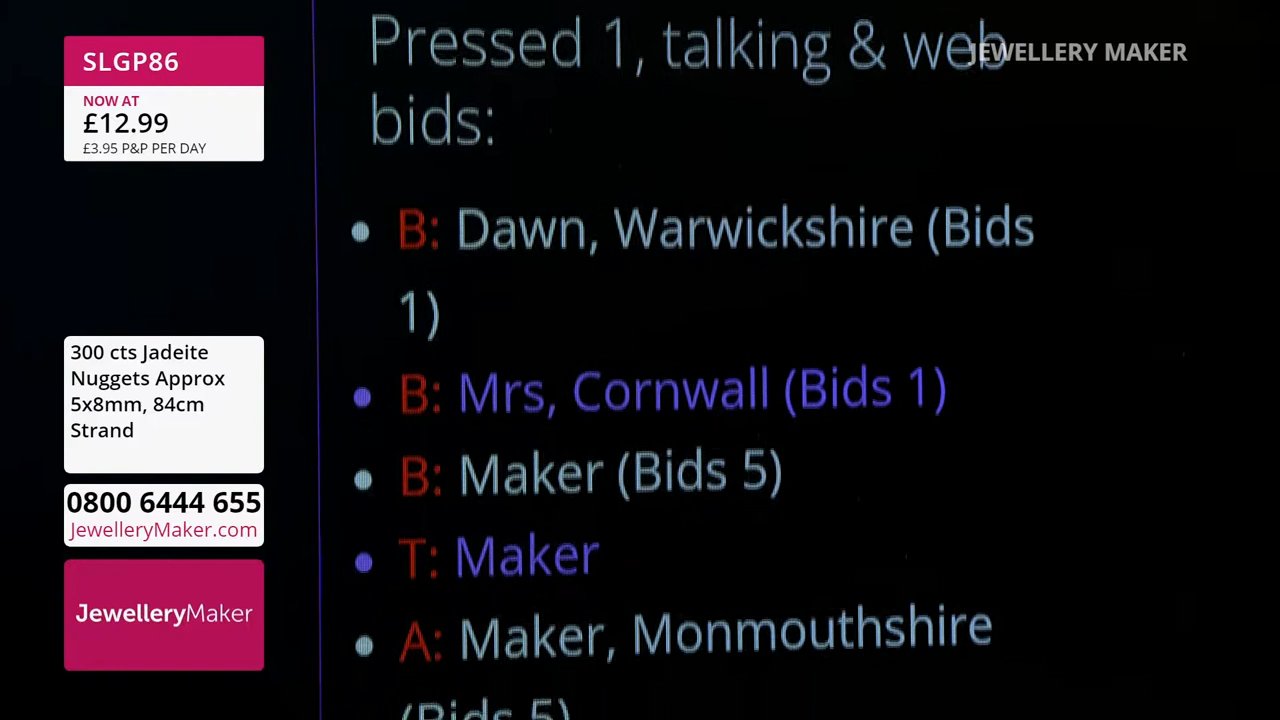 SLGP86
NOW AT
£12.99
£3.95 P&P PER DAY
300 cts Jadeite
Nuggets Approx
5x8mm, 84cm
Strand
0800 6444 655
JewelleryMaker.com
JewelleryMaker
JEWELLERY MAKER
Pressed 1, talking & web
bids:
• B: Dawn, Warwickshire (Bids
1)
• B: Mrs, Cornwall (Bids 1)
• B: Maker (Bids 5)
• T: Maker
• A: Maker, Monmouthshire
(Bids 5)